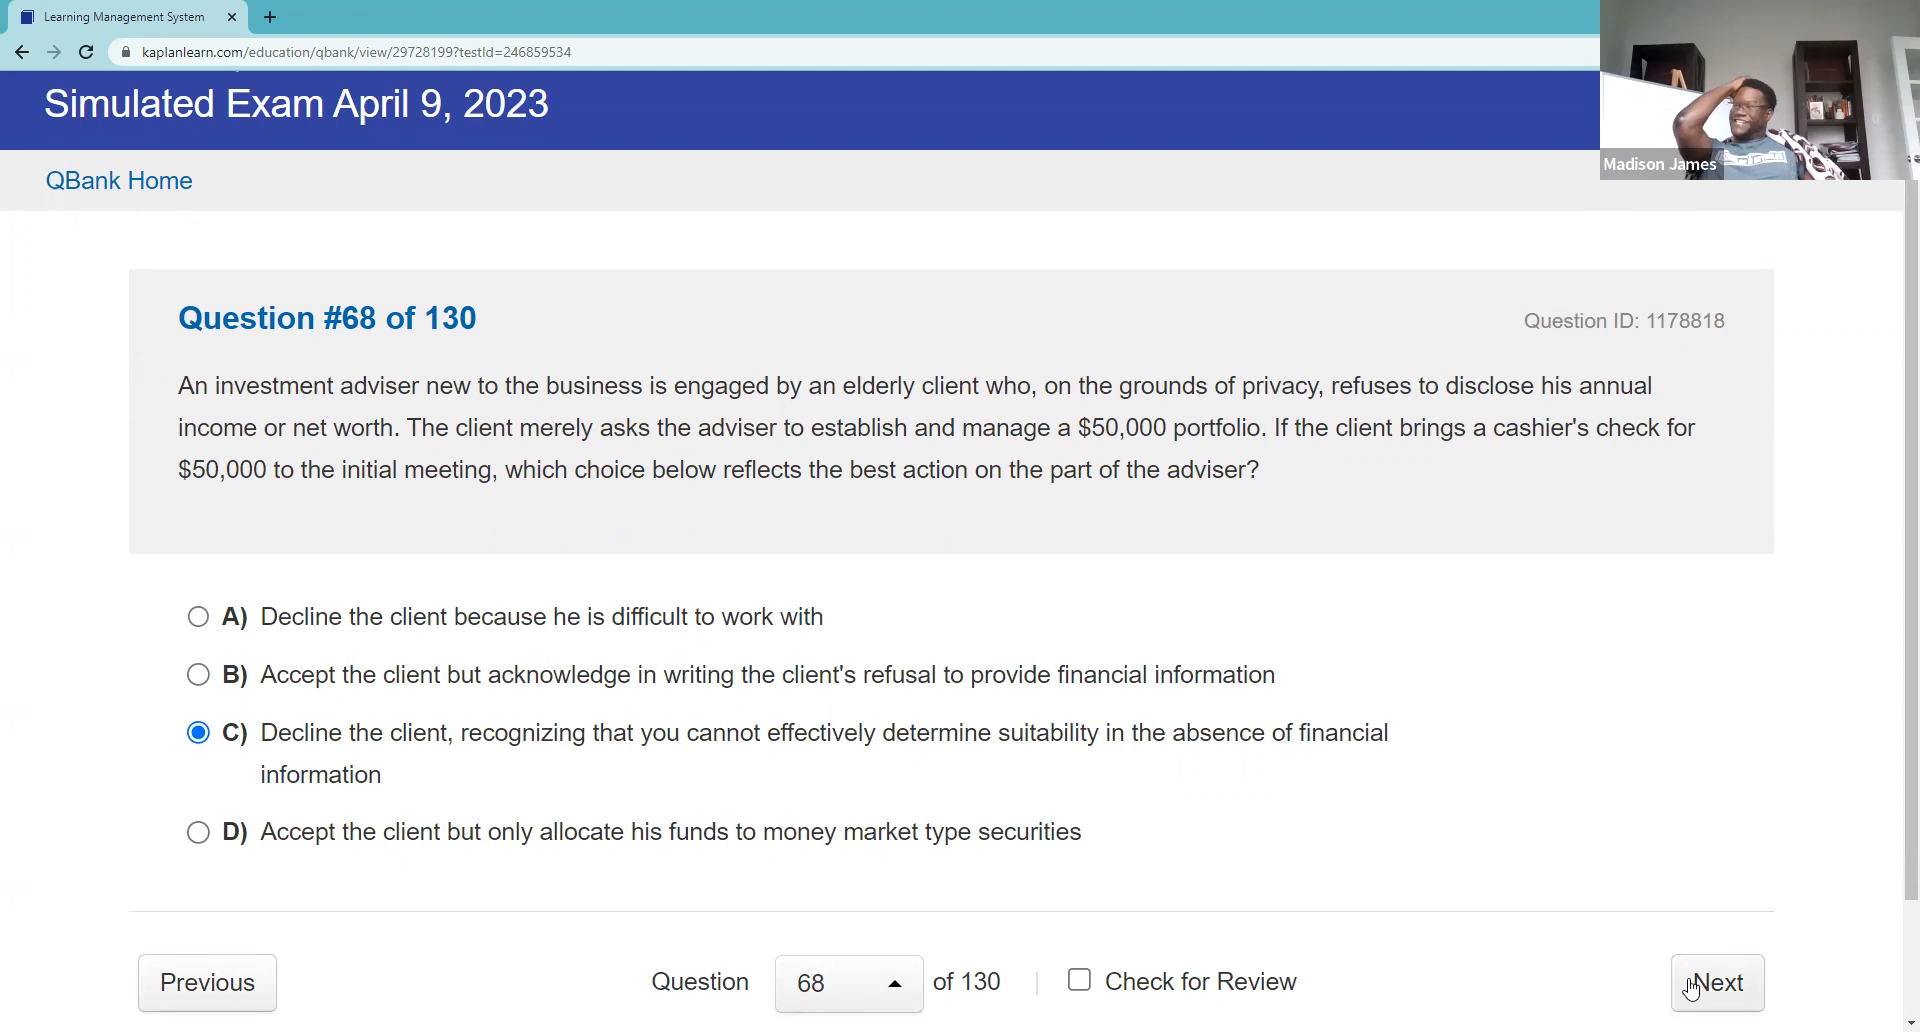 Learning Management System
kaplanlearn.com/education/qbank/view/29728199?testId=246859534
Simulated Exam April 9, 2023
Madison James
QBank Home
Question #68 of 130
Question ID: 1178818
An investment adviser new to the business is engaged by an elderly client who, on the grounds of privacy, refuses to disclose his annual
income or net worth. The client merely asks the adviser to establish and manage a $50,000 portfolio. If the client brings a cashier's check for
$50,000 to the initial meeting, which choice below reflects the best action on the part of the adviser?
A) Decline the client because he is difficult to work with
B) Accept the client but acknowledge in writing the client's refusal to provide financial information
C) Decline the client, recognizing that you cannot effectively determine suitability in the absence of financial
information
D) Accept the client but only allocate his funds to money market type securities
Previous
Question 68 of 130
Check for Review
Next